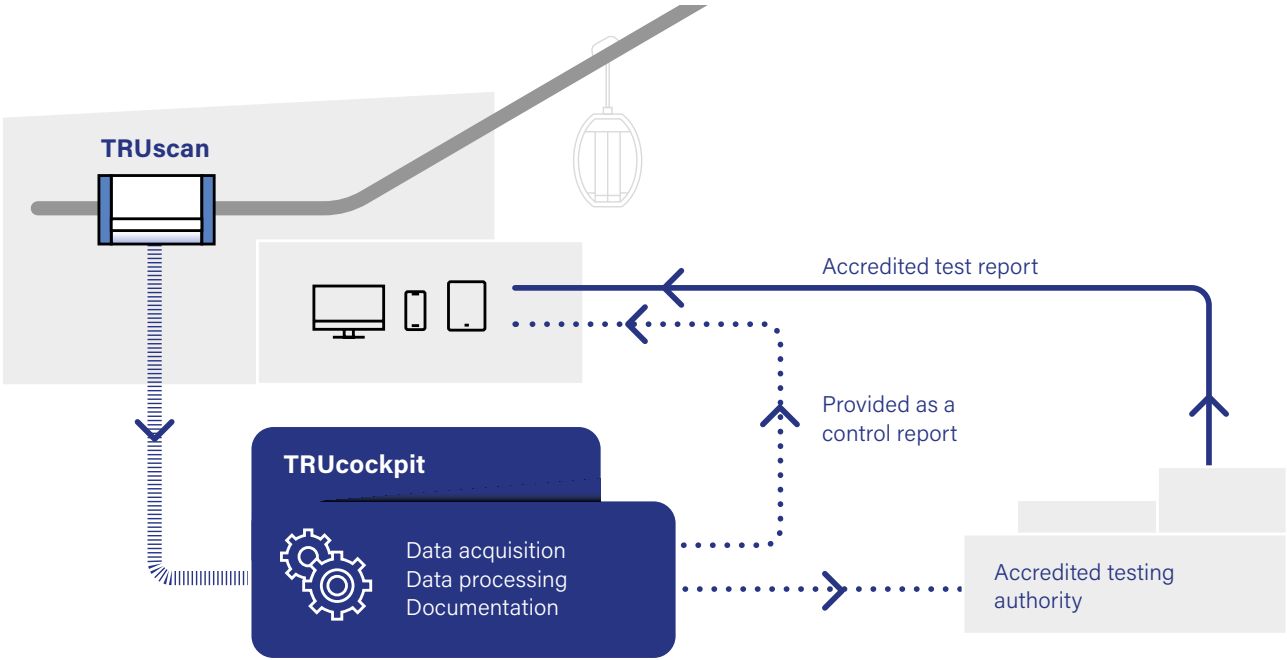 TRUscan
Accredited test report
Provided as a
control report
TRUcockpit
Data acquisition
Data processing
Documentation
Accredited testing
authority